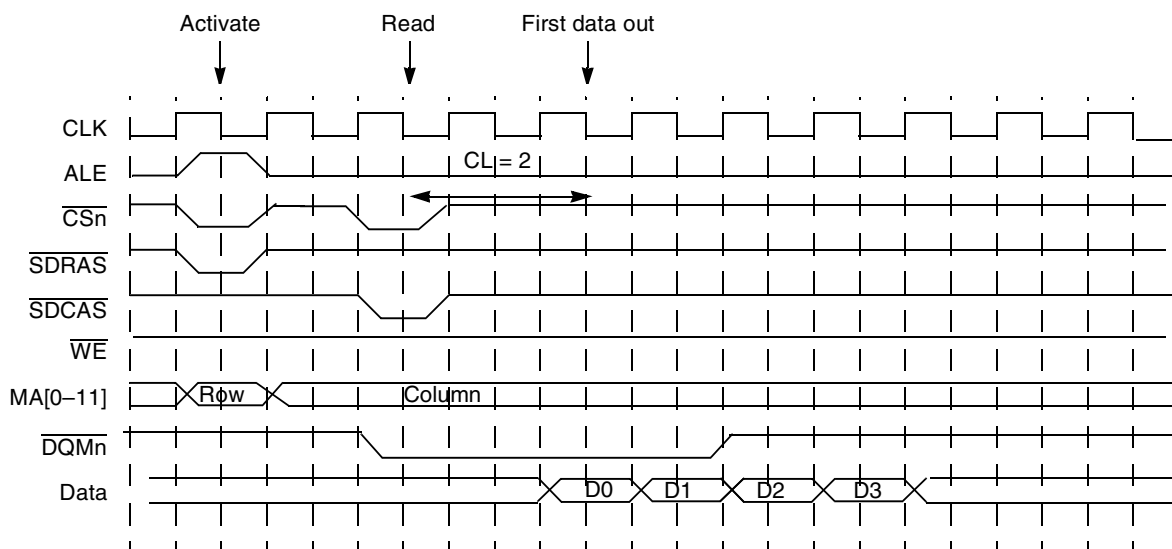 Activate Read First data out
CLK
ALE
CL = 2
CSn
SDRAS
SDCAS
WE
MA[0–11] Row Column
DQMn
Data D0 D1 D2 D3